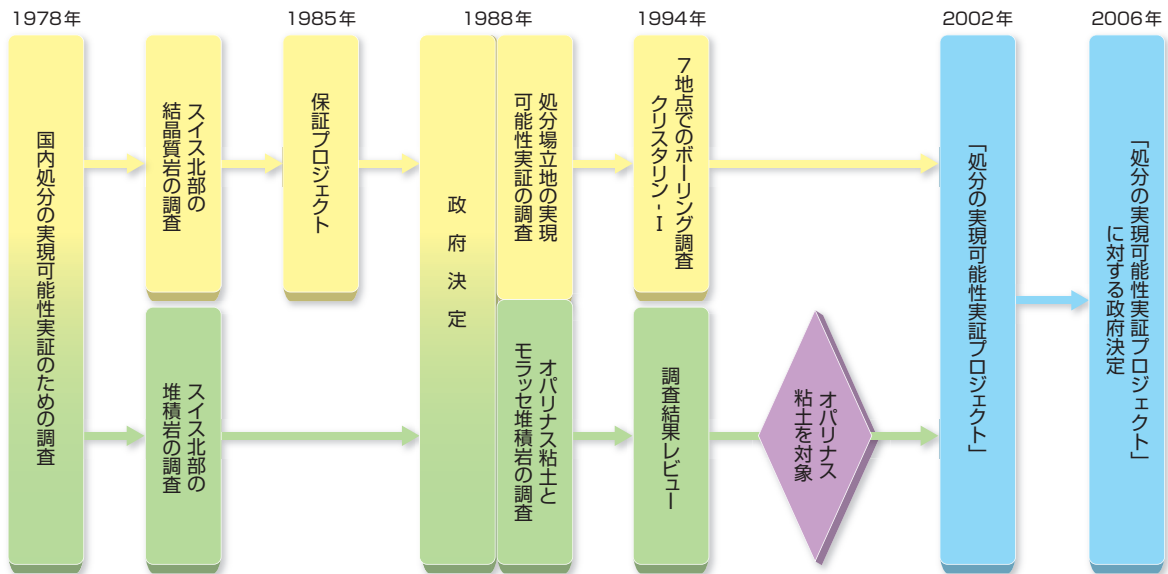 1978年
1985年
1988年
1994年
2002年
2006年
国内処分の実現可能性実証のための調査
スイス北部の
結晶質岩の調査
スイス北部の
堆積岩の調査
保証プロジェクト
政府決定
処分場立地の実現
可能性実証の調査
オパリナス粘土と
モラッセ堆積岩の調査
7地点でのボーリング調査
クリスタリン-I
調査結果レビュー
オパリナス
粘土を対象
「処分の実現可能性実証プロジェクト」
「処分の実現可能性実証プロジェクト」
に対する政府決定